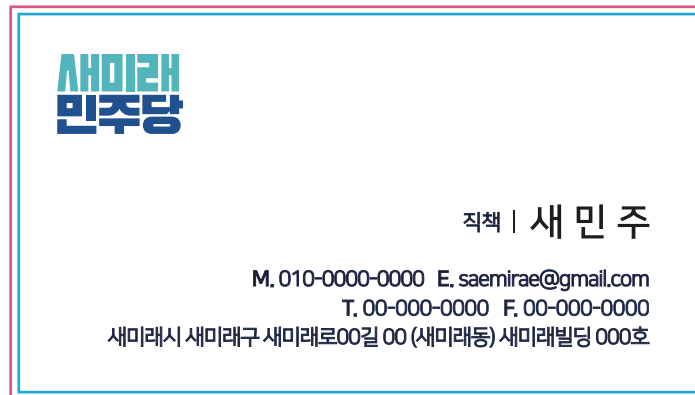 새미래
민주당
직책 | 새 민 주
M. 010-0000-0000 E. saemirae@gmail.com
T. 00-000-0000 F. 00-000-0000
새미래시 새미래구 새미래로00길 00 (새미래동) 새미래빌딩 000호